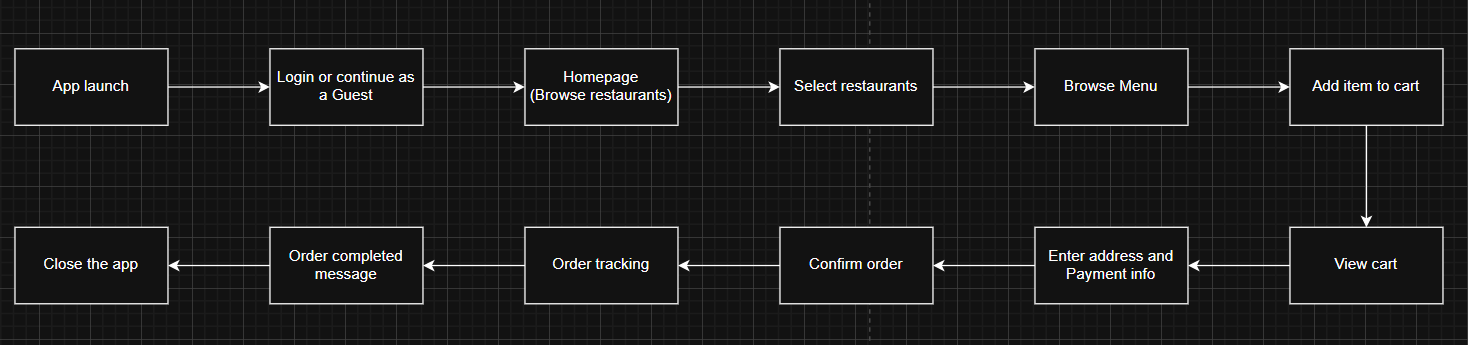 App launch
Login or continue as
a Guest
Homepage
(Browse restaurants)
Select restaurants
Browse Menu
Add item to cart
View cart
Enter address and
Payment info
Confirm order
Order tracking
Order completed
message
Close the app